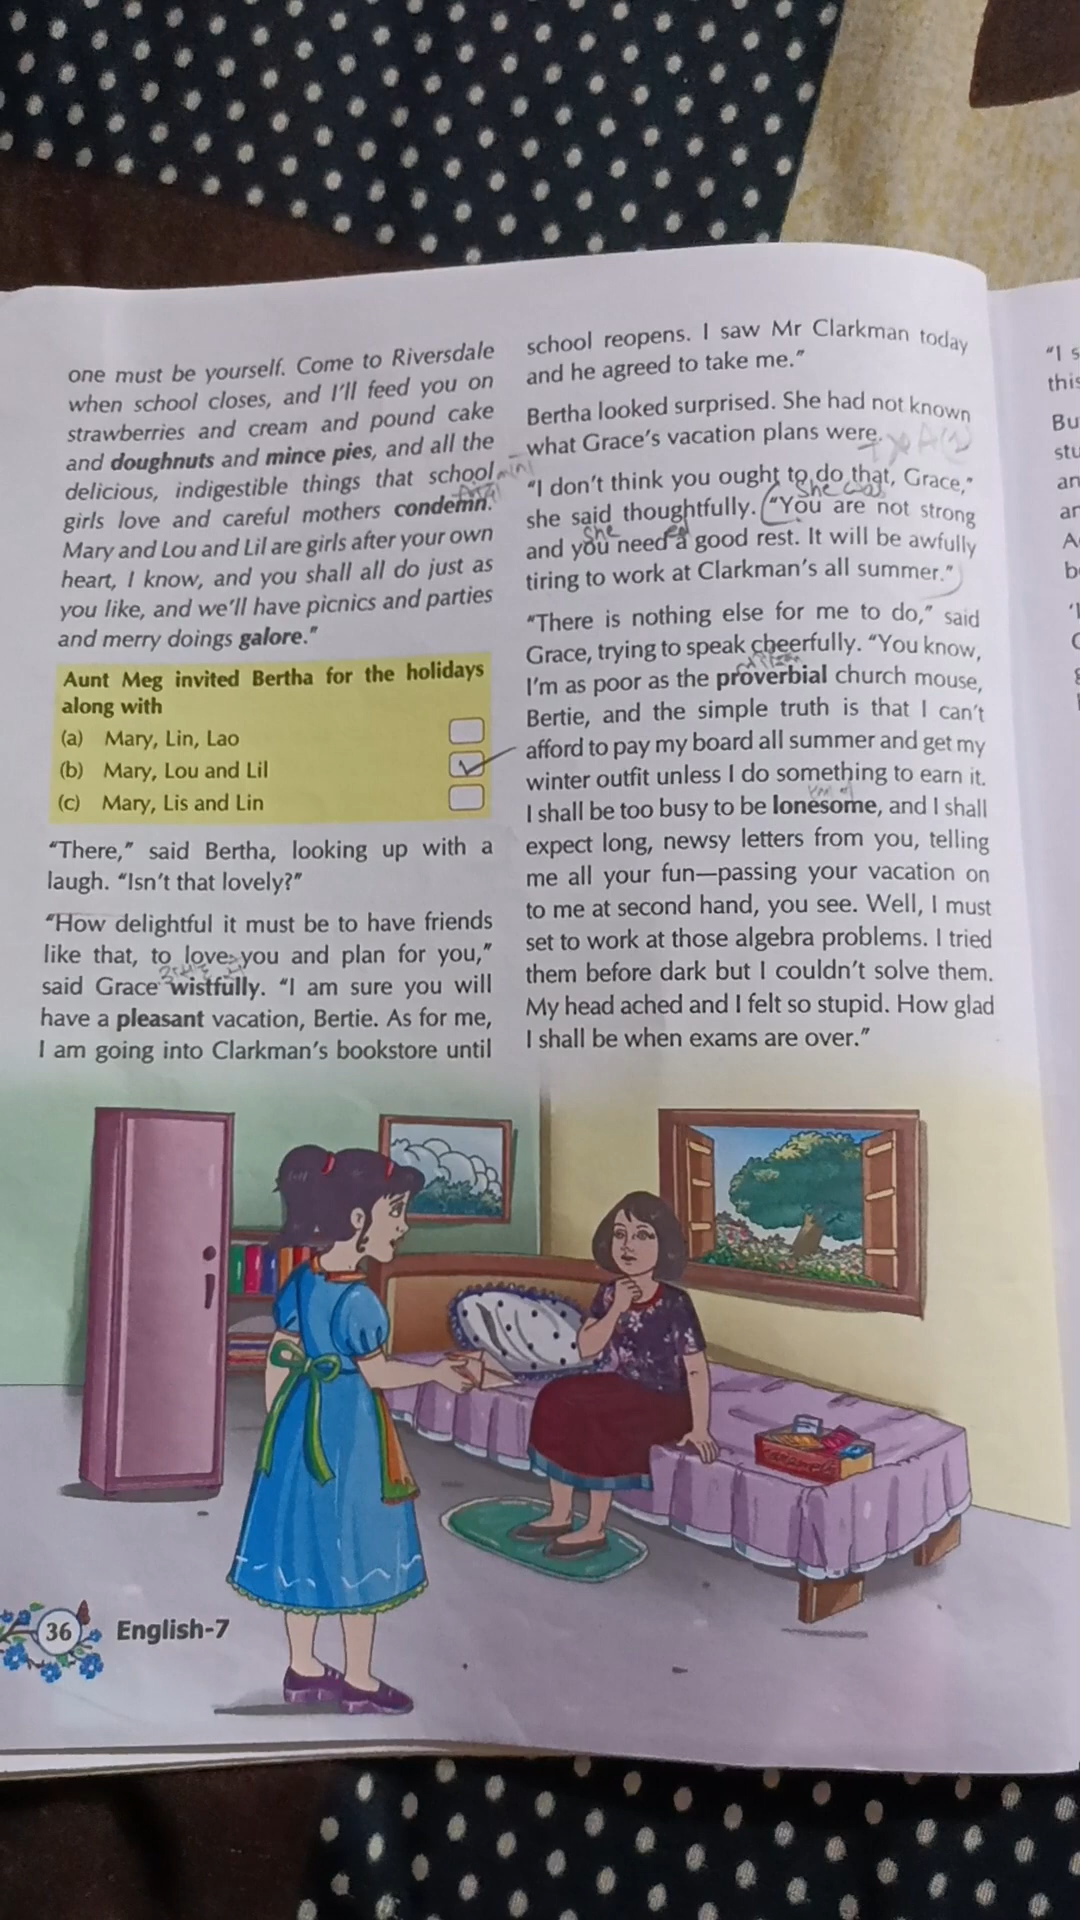 one must be yourself. Come to Riversdale
when school closes, and I'll feed you on
strawberries and cream and pound cake
and doughnuts and mince pies, and all the
delicious, indigestible things that school
girls love and careful mothers condemn.
Mary and Lou and Lil are girls after your own
heart, I know, and you shall all do just as
you like, and we'll have picnics and parties
and merry doings galore."
Aunt Meg invited Bertha for the holidays
along with
(a) Mary, Lin, Lao
(b) Mary, Lou and Lil
(c) Mary, Lis and Lin
"There," said Bertha, looking up with a
laugh. "Isn't that lovely?"
"How delightful it must be to have friends
like that, to love you and plan for you,"
said Grace wistfully. "I am sure you will
have a pleasant vacation, Bertie. As for me,
I am going into Clarkman's bookstore until
school reopens. I saw Mr Clarkman today
and he agreed to take me."
Bertha looked surprised. She had not known
what Grace's vacation plans were.
"I don't think you ought to do that, Grace,"
She was
she said thoughtfully. "You are not strong
She ed
and you need a good rest. It will be awfully
tiring to work at Clarkman's all summer."
"There is nothing else for me to do," said
Grace, trying to speak cheerfully. "You know,
I'm as poor as the proverbial church mouse,
Bertie, and the simple truth is that I can't
afford to pay my board all summer and get my
winter outfit unless I do something to earn it.
I shall be too busy to be lonesome, and I shall
expect long, newsy letters from you, telling
me all your fun—passing your vacation on
to me at second hand, you see. Well, I must
set to work at those algebra problems. I tried
them before dark but I couldn't solve them.
My head ached and I felt so stupid. How glad
I shall be when exams are over."
36 English-7
"I s
this
Bu
stu
an
ar
A
b